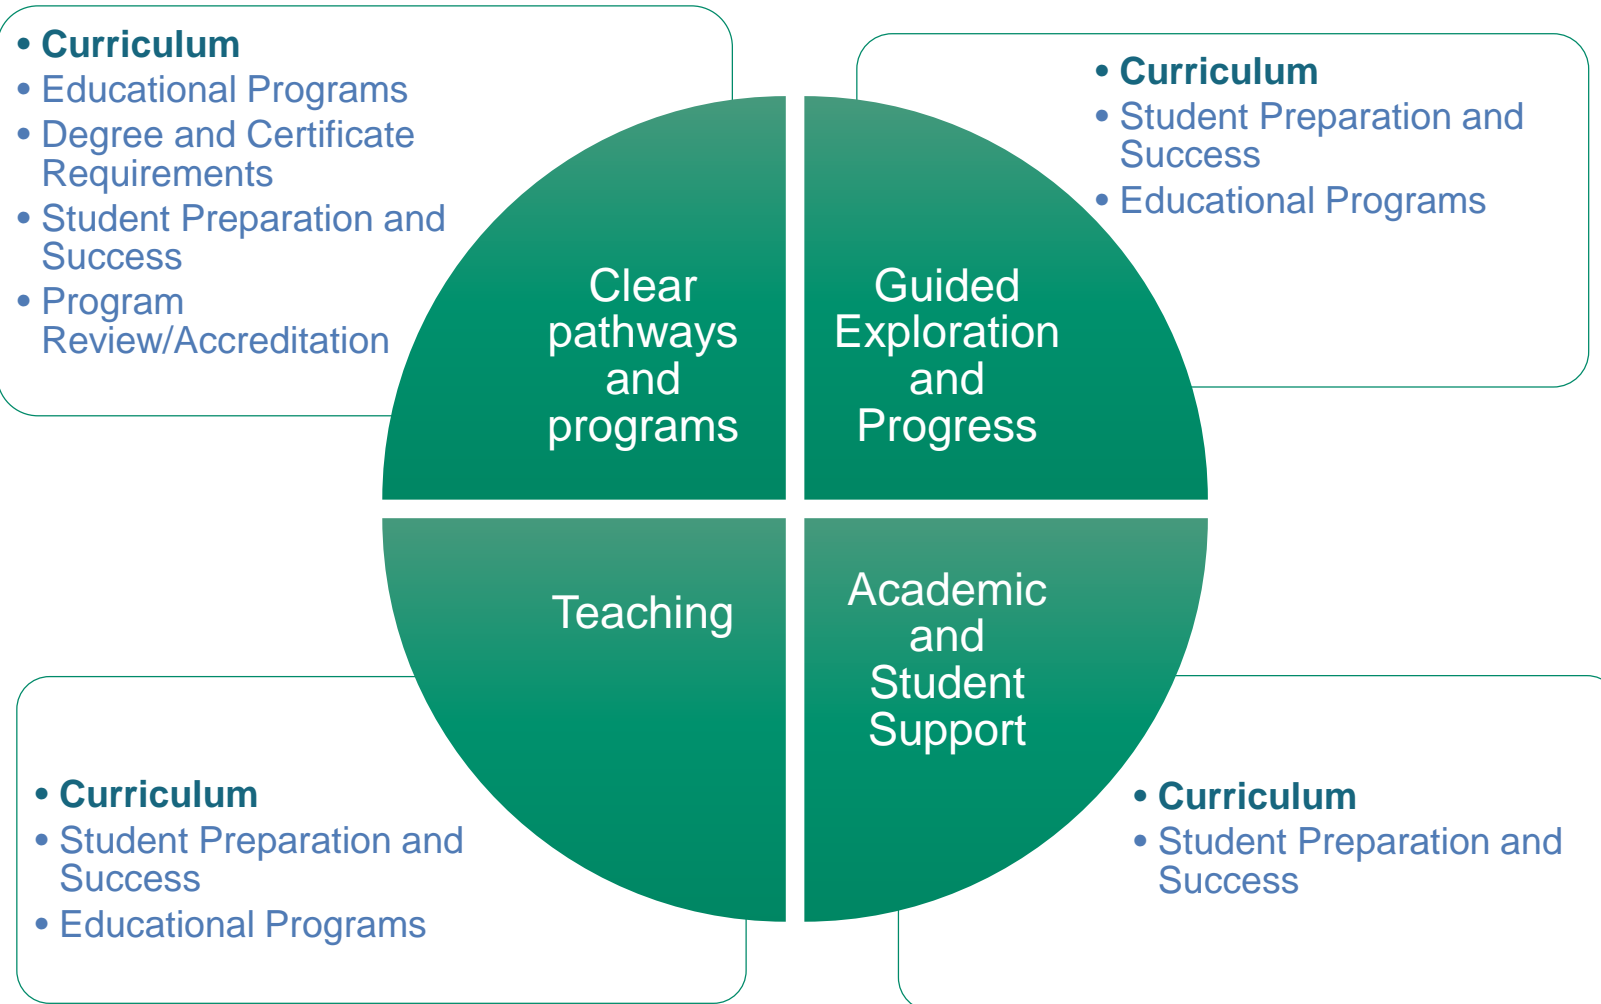 • Curriculum
• Educational Programs
• Degree and Certificate
Requirements
• Student Preparation and
Success
• Program
Review/Accreditation
• Curriculum
• Student Preparation and
Success
• Educational Programs
Clear
pathways
and
programs
Guided
Exploration
and
Progress
Teaching
Academic
and
Student
Support
• Curriculum
• Student Preparation and
Success
• Educational Programs
• Curriculum
• Student Preparation and
Success